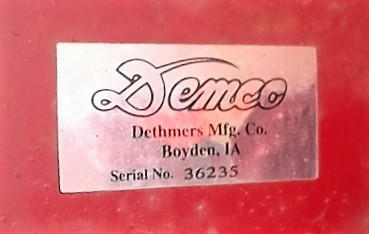 Demco
Dethmers Mfg. Co.
Boyden, IA
Serial No. 36235